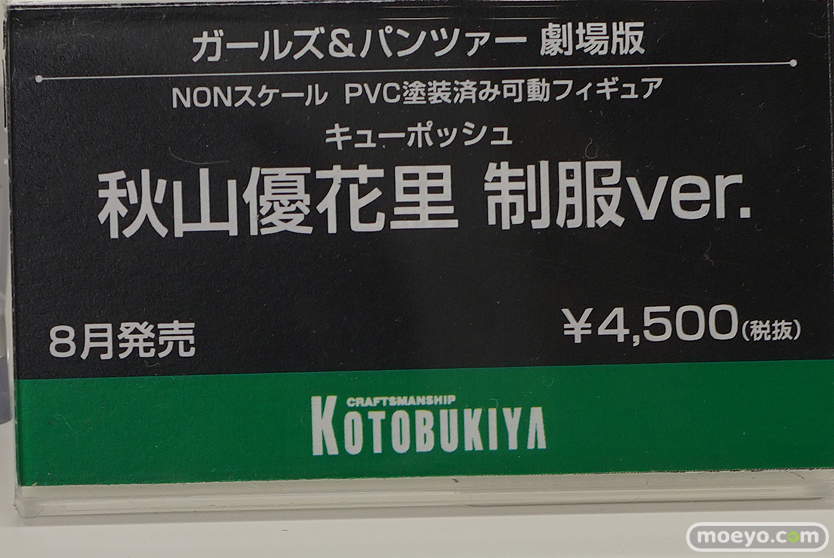 ガールズ&パンツァー 劇場版
NONスケール PVC塗装済み可動フィギュア
キューポッシュ
秋山優花里 制服ver.
8月発売
¥4,500(税抜)
CRAFTSMANSHIP
KOTOBUKIYA
moeyo.com